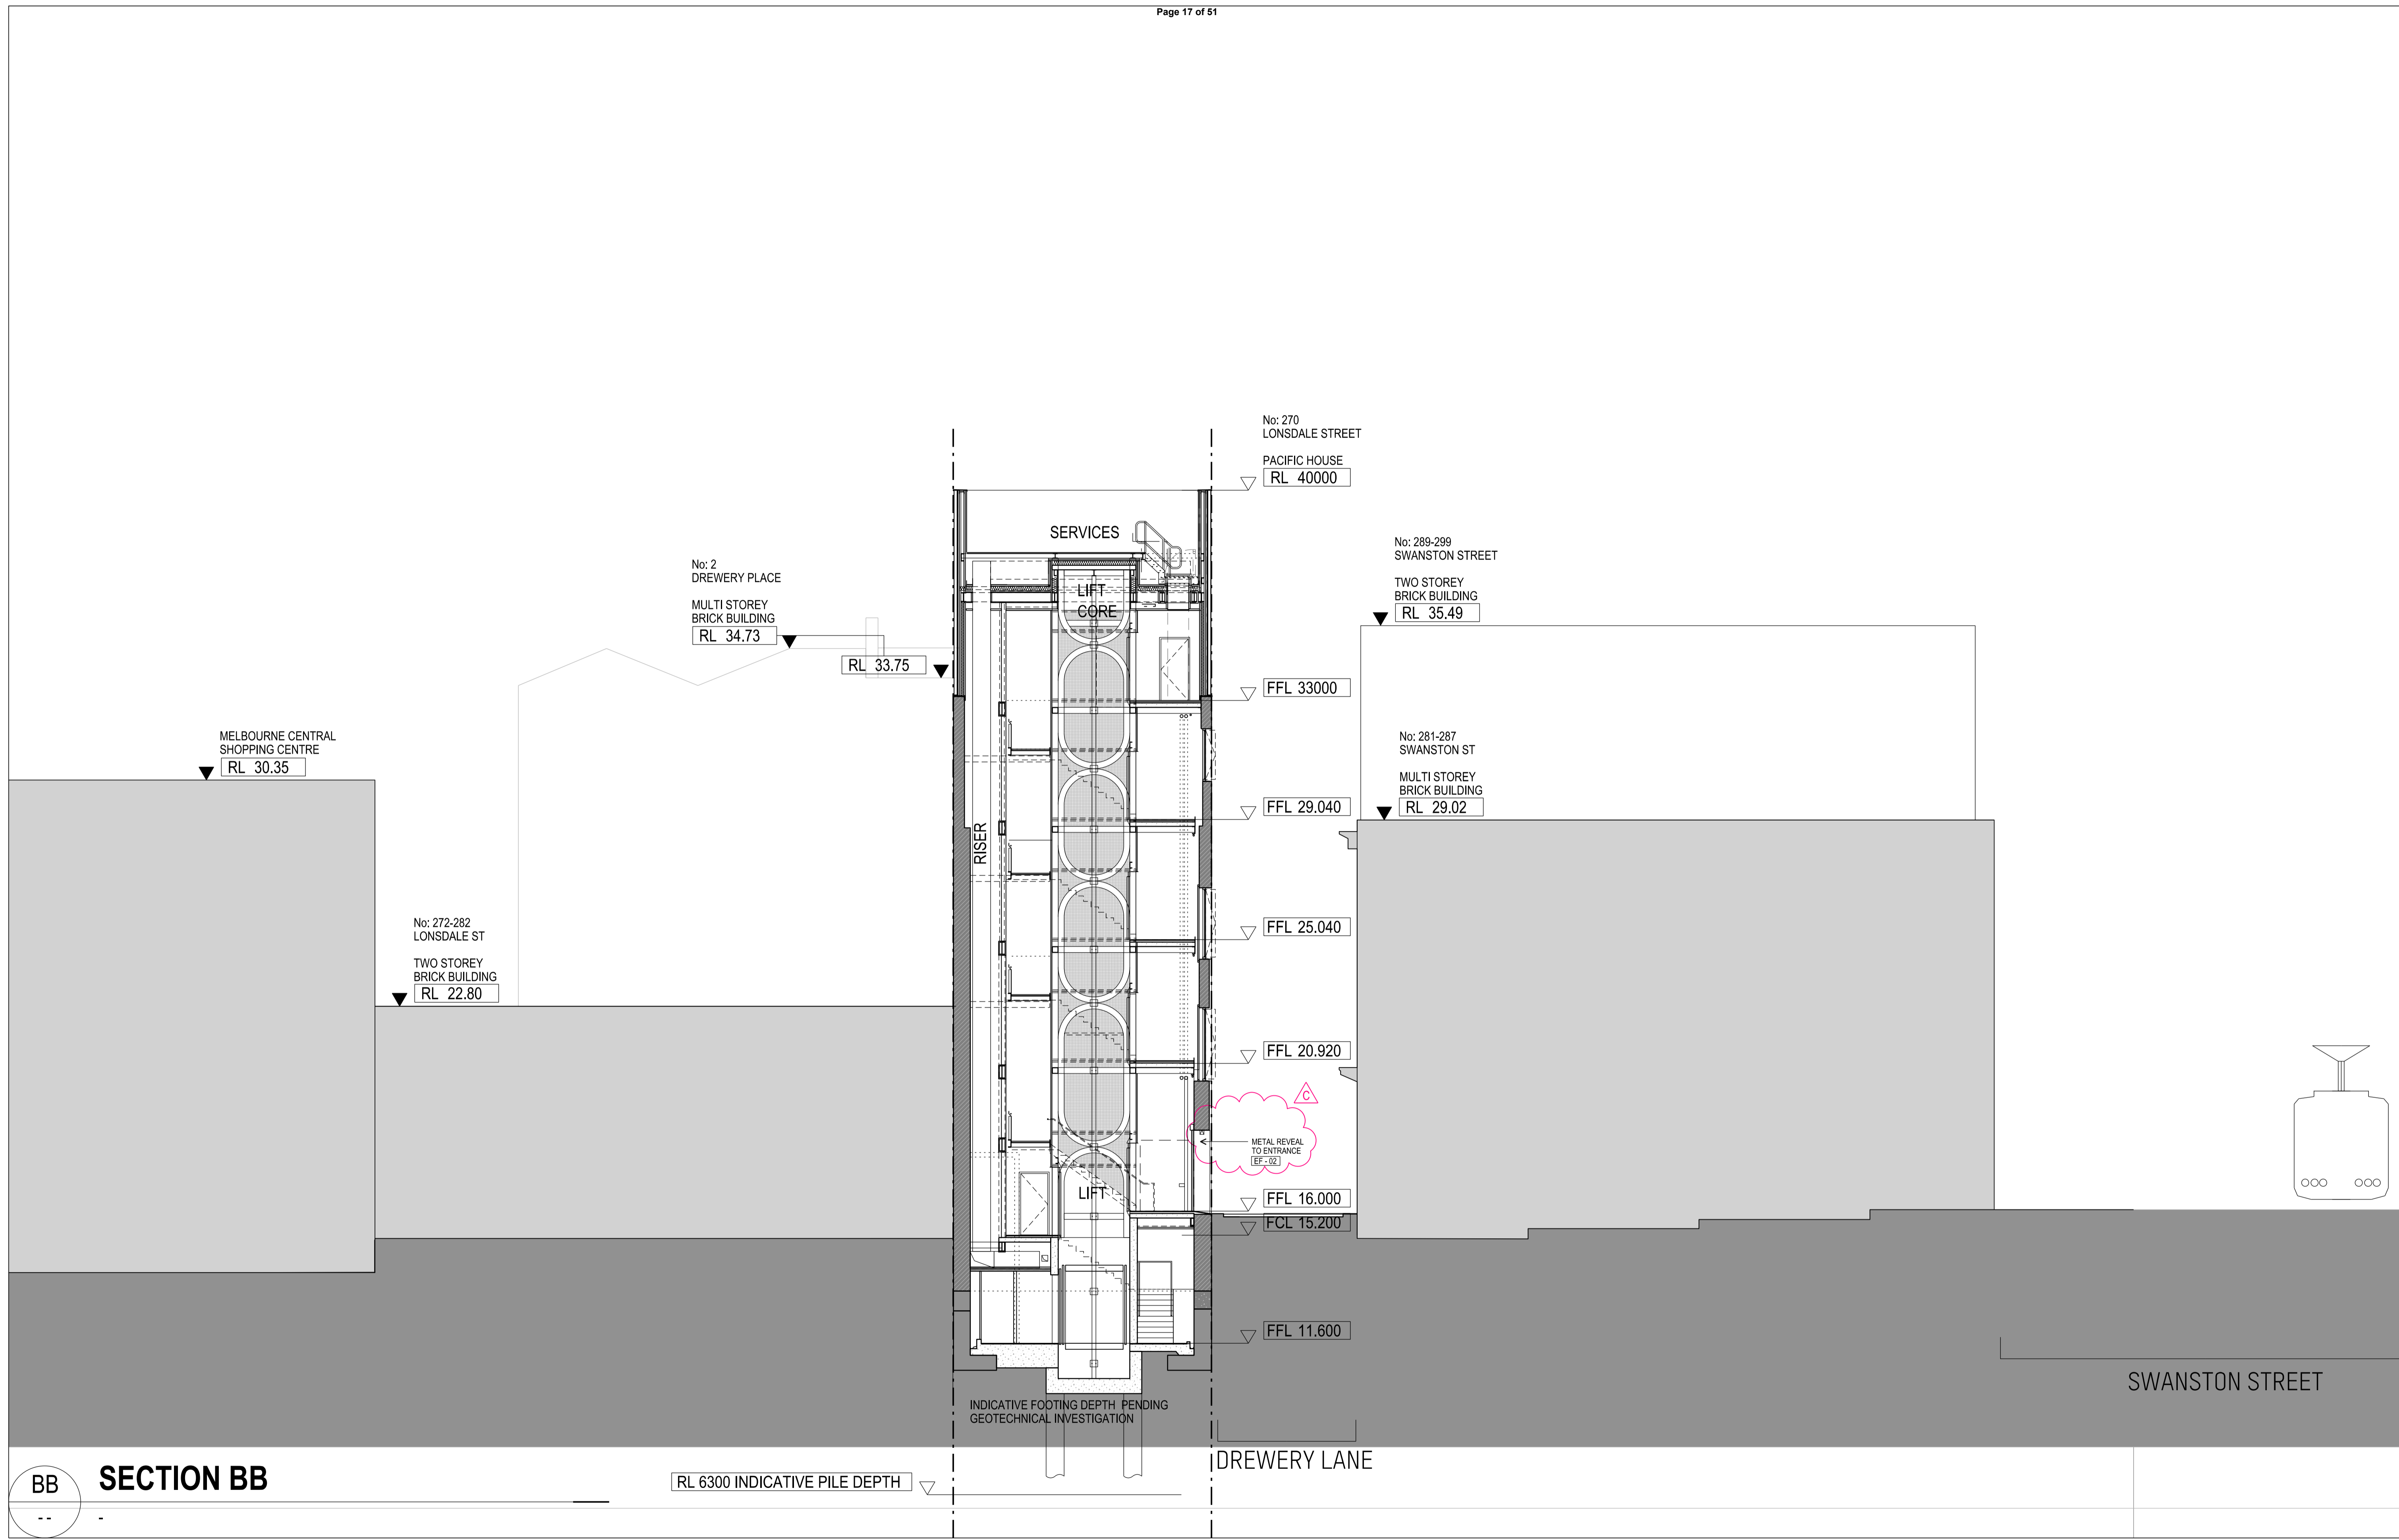 Page 17 of 51
No: 270
LONSDALE STREET
PACIFIC HOUSE
RL 40000
SERVICES
No: 289-299
SWANSTON STREET
TWO STOREY
BRICK BUILDING
RL 35.49
No: 2
DREWERY PLACE
MULTI STOREY
BRICK BUILDING
RL 34.73
RL 33.75
LIFT
CORE
FFL 33000
MELBOURNE CENTRAL
SHOPPING CENTRE
RL 30.35
No: 281-287
SWANSTON ST
MULTI STOREY
BRICK BUILDING
RL 29.02
FFL 29.040
RISER
No: 272-282
LONSDALE ST
TWO STOREY
BRICK BUILDING
RL 22.80
FFL 25.040
FFL 20.920
C
METAL REVEAL
TO ENTRANCE
EF - 02
LIFT
FFL 16.000
FCL 15.200
FFL 11.600
SWANSTON STREET
INDICATIVE FOOTING DEPTH PENDING
GEOTECHNICAL INVESTIGATION
DREWERY LANE
BB
SECTION BB
RL 6300 INDICATIVE PILE DEPTH
- -
-